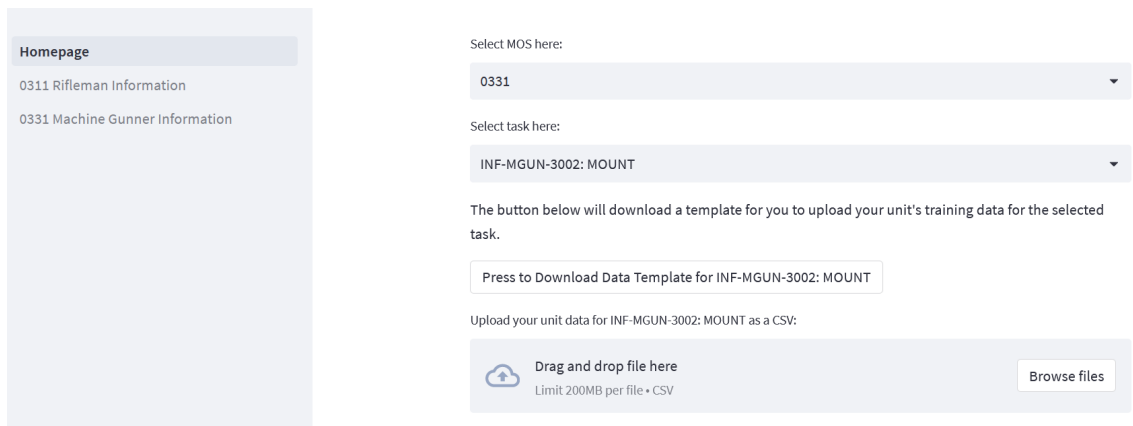 Homepage
0311 Rifleman Information
0331 Machine Gunner Information
Select MOS here:
0331
Select task here:
INF-MGUN-3002: MOUNT
The button below will download a template for you to upload your unit's training data for the selected
task.
Press to Download Data Template for INF-MGUN-3002: MOUNT
Upload your unit data for INF-MGUN-3002: MOUNT as a CSV:
Drag and drop file here
Limit 200MB per file • CSV
Browse files